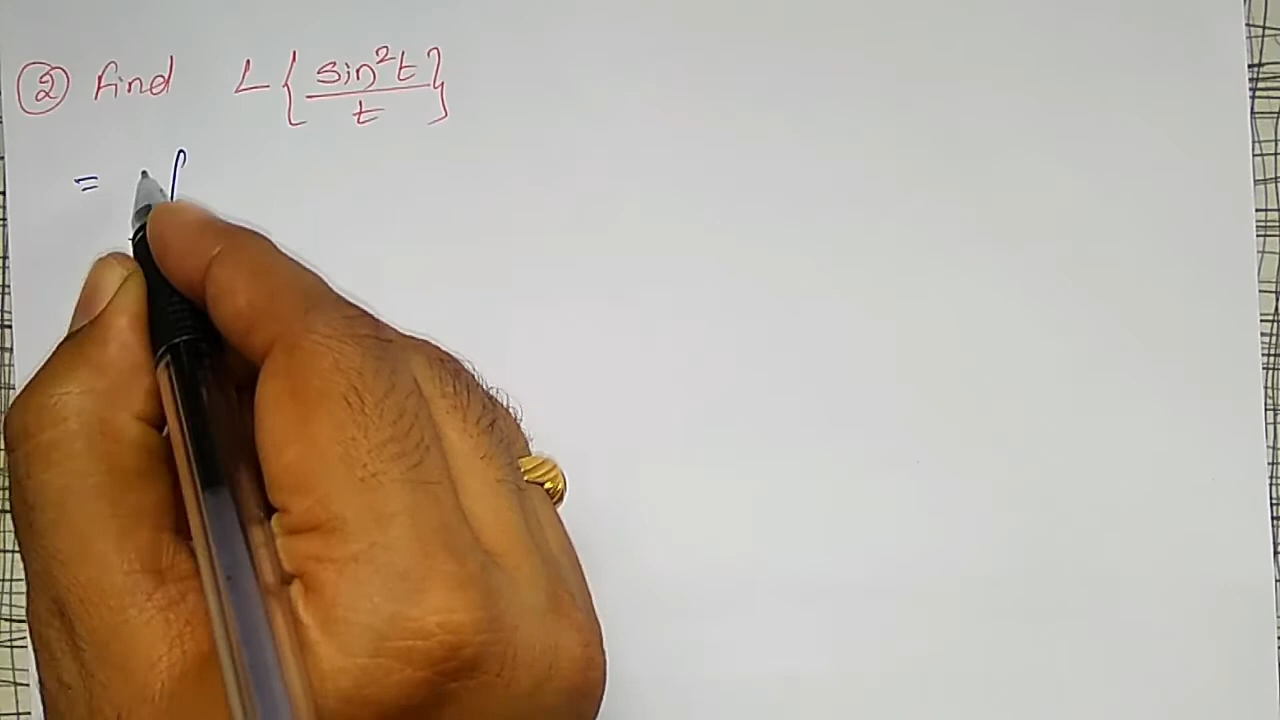 ② Find L{sin²t/t}
= ∫